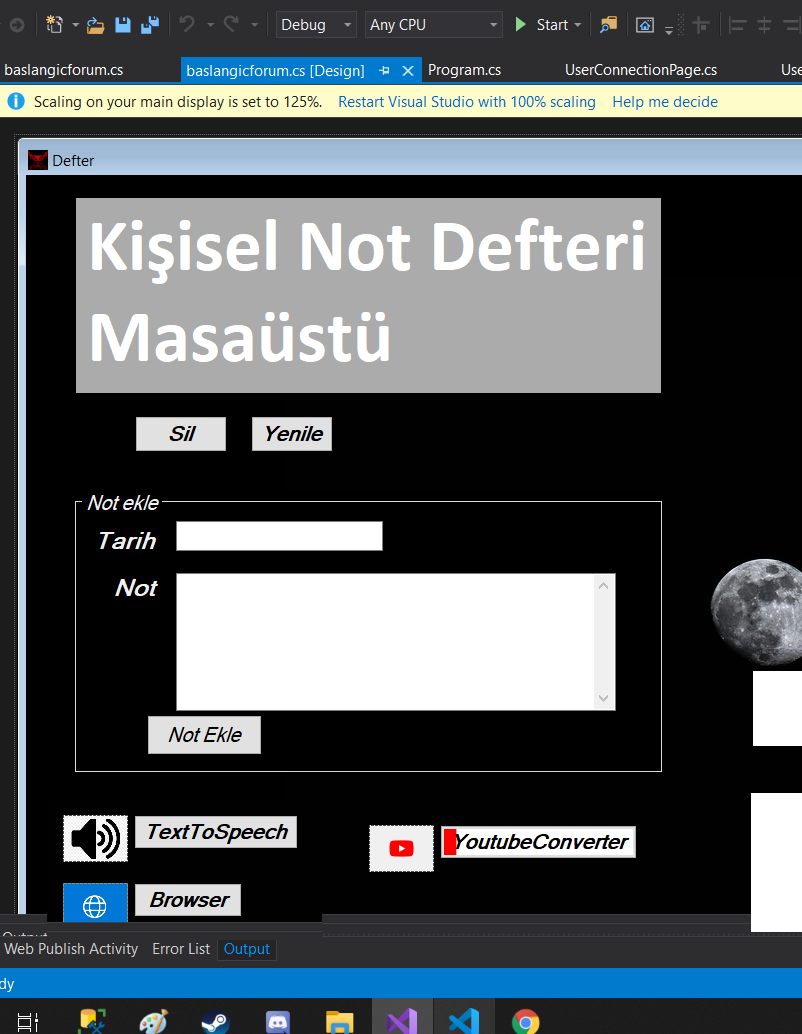 Debug Any CPU Start
baslangicforum.cs baslangicforum.cs [Design] Program.cs UserConnectionPage.cs Use
Scaling on your main display is set to 125%. Restart Visual Studio with 100% scaling Help me decide
Defter
Kişisel Not Defteri
Masaüstü
Sil Yenile
Not ekle
Tarih
Not
Not Ekle
TextToSpeech
YoutubeConverter
Browser
Output
Web Publish Activity Error List Output
dy